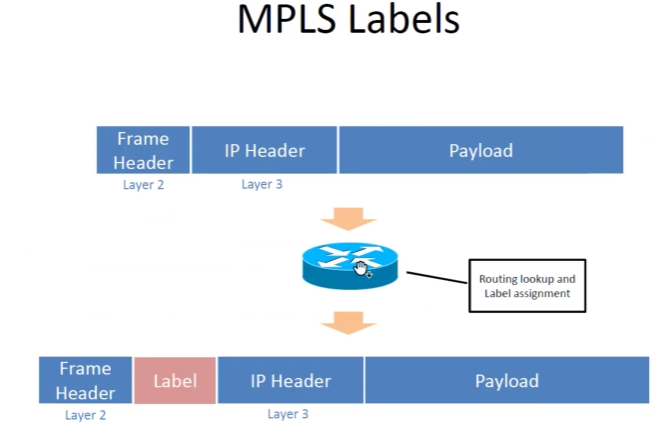 MPLS Labels
Frame
Header
IP Header
Payload
Layer 2
Layer 3
Routing lookup and
Label assignment
Frame
Header
Label
IP Header
Payload
Layer 2
Layer 3